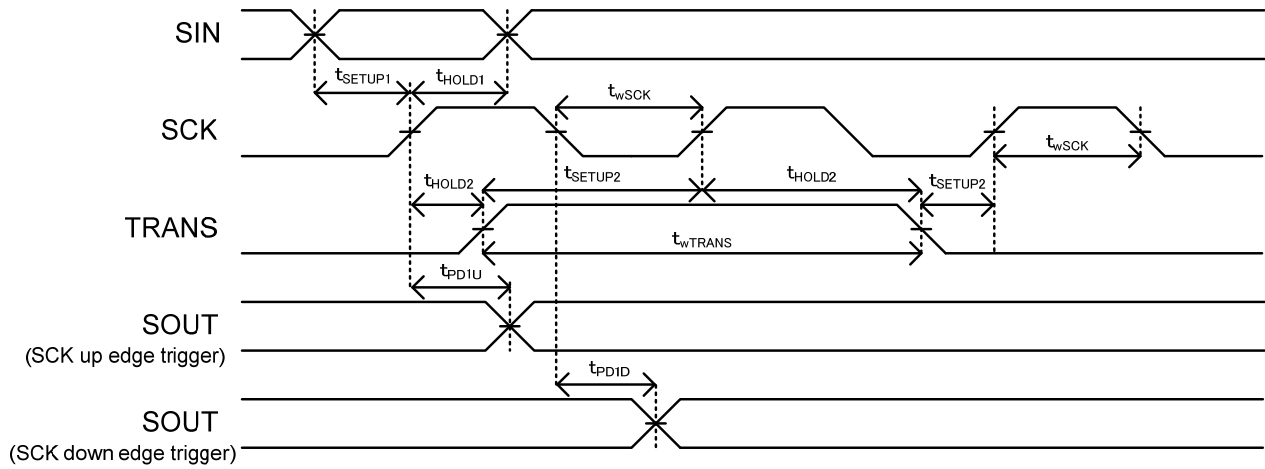 SIN
tSETUP1
tHOLD1
twSCK
SCK
twSCK
tHOLD2
tSETUP2
tHOLD2
tSETUP2
TRANS
twTRANS
tPD1U
SOUT
(SCK up edge trigger)
tPD1D
SOUT
(SCK down edge trigger)